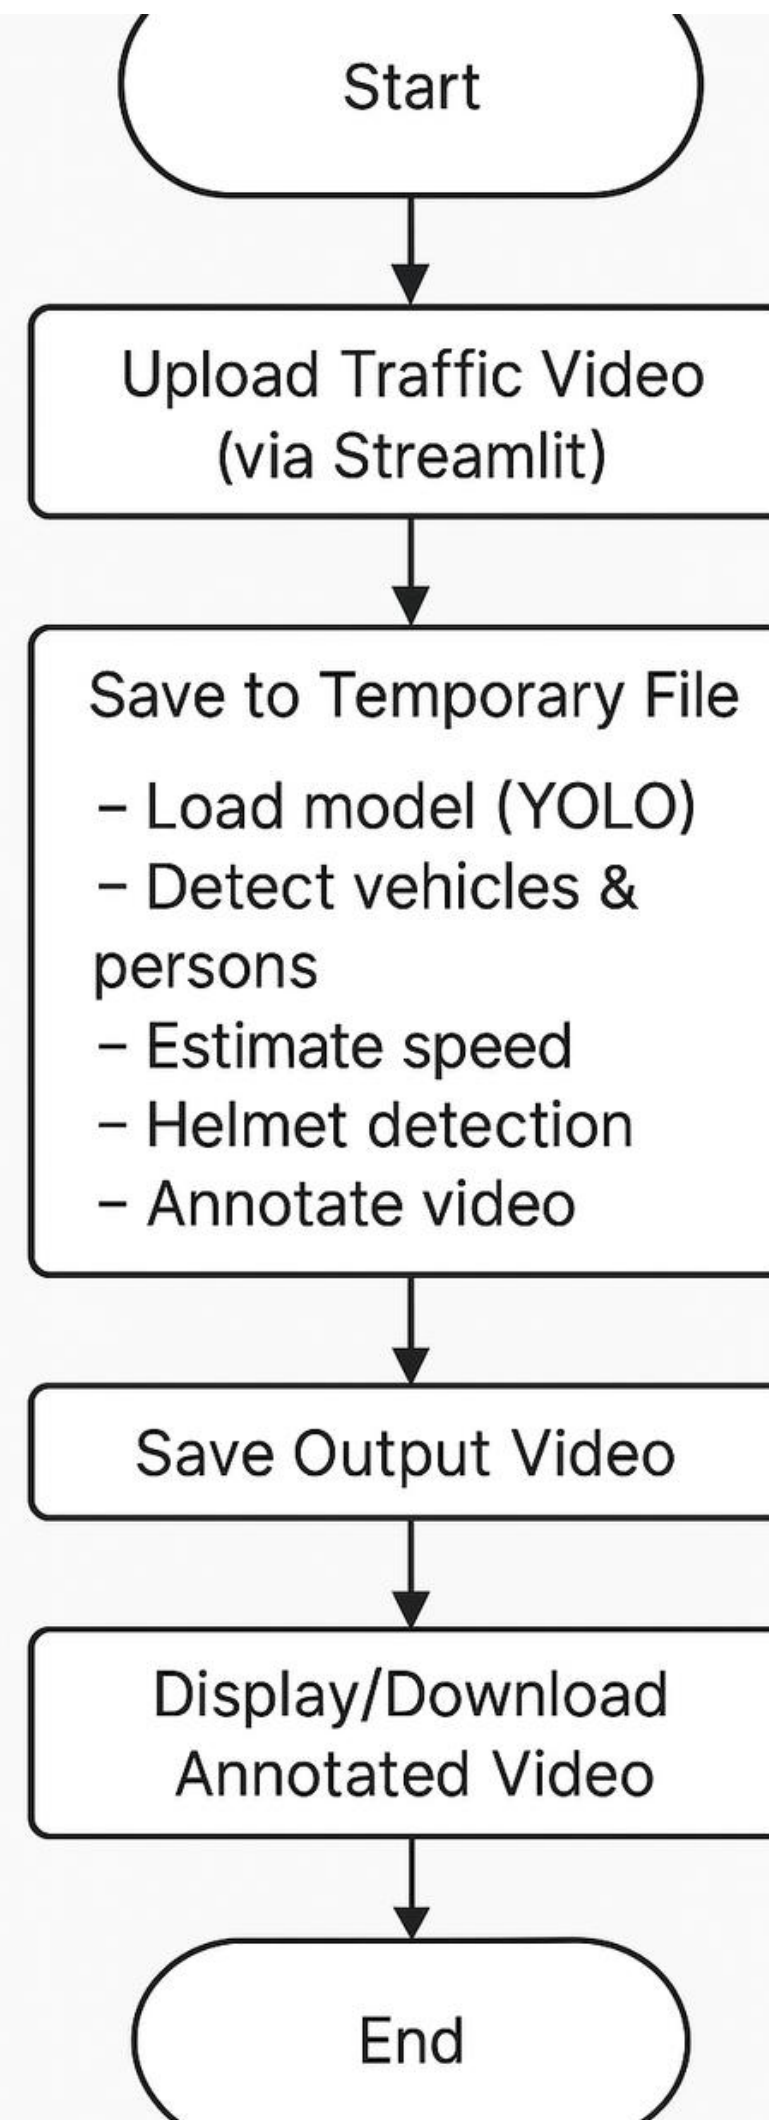 Start
Upload Traffic Video
(via Streamlit)
Save to Temporary File
– Load model (YOLO)
– Detect vehicles &
persons
– Estimate speed
– Helmet detection
– Annotate video
Save Output Video
Display/Download
Annotated Video
End